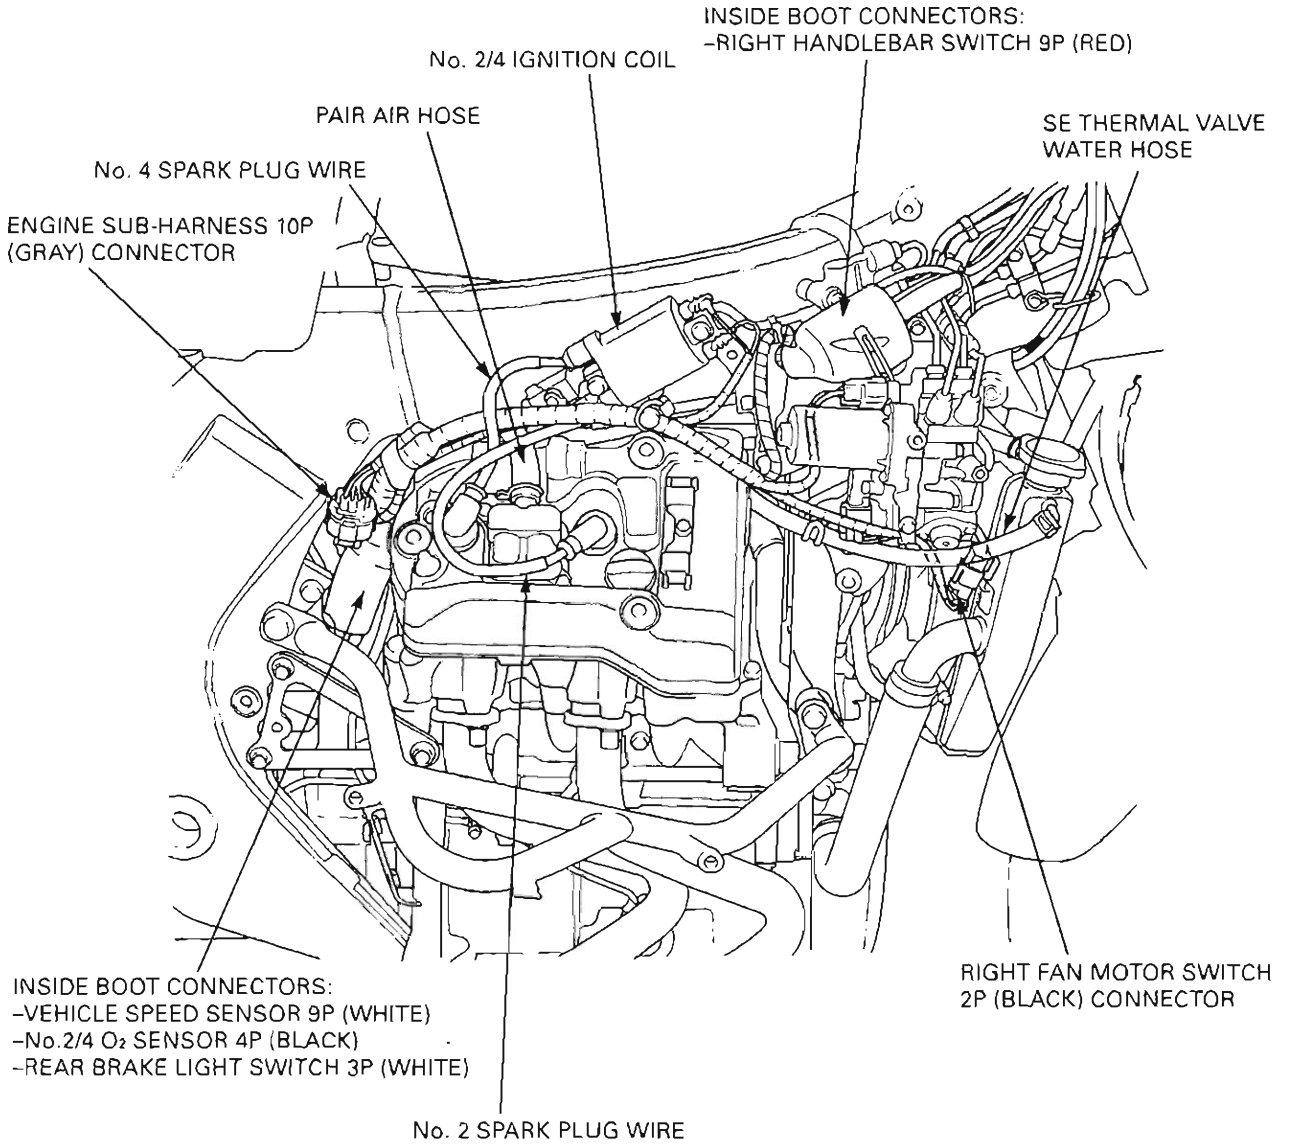 INSIDE BOOT CONNECTORS:
–RIGHT HANDLEBAR SWITCH 9P (RED)
No. 2/4 IGNITION COIL
PAIR AIR HOSE
SE THERMAL VALVE
WATER HOSE
No. 4 SPARK PLUG WIRE
ENGINE SUB-HARNESS 10P
(GRAY) CONNECTOR
RIGHT FAN MOTOR SWITCH
2P (BLACK) CONNECTOR
INSIDE BOOT CONNECTORS:
–VEHICLE SPEED SENSOR 9P (WHITE)
–No.2/4 O₂ SENSOR 4P (BLACK)
–REAR BRAKE LIGHT SWITCH 3P (WHITE)
No. 2 SPARK PLUG WIRE